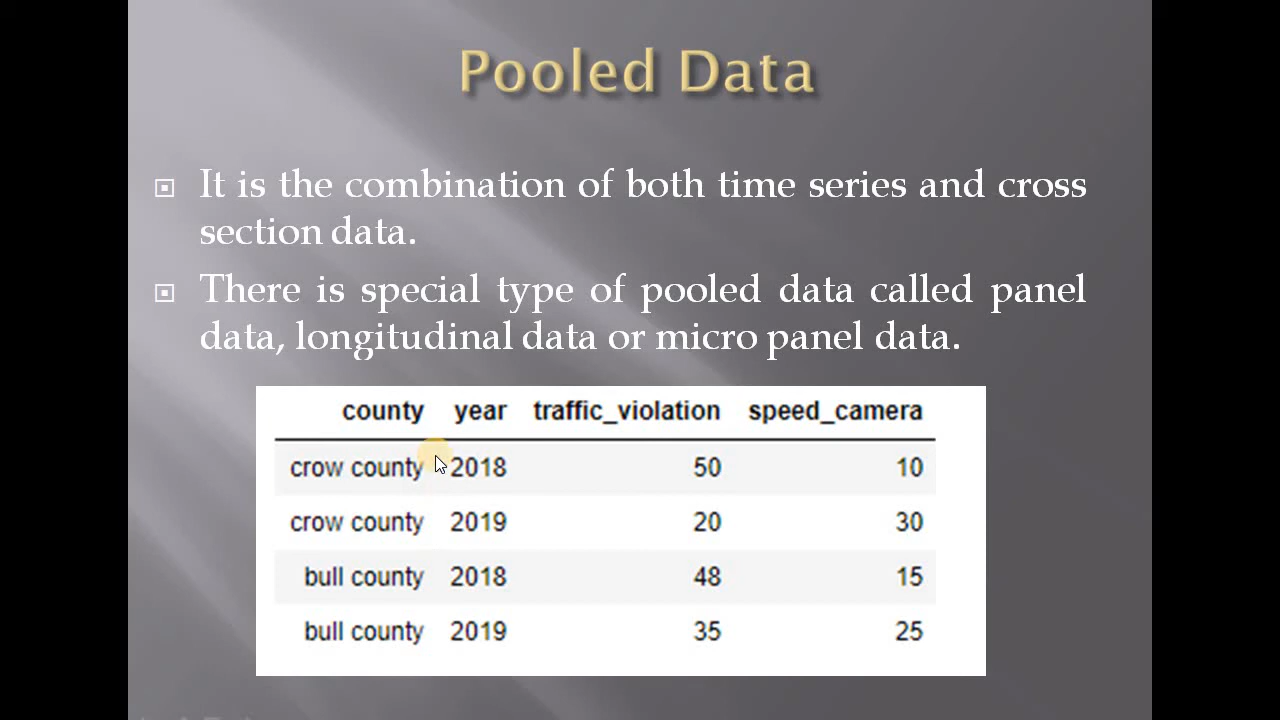 Pooled Data
It is the combination of both time series and cross
section data.
There is special type of pooled data called panel
data, longitudinal data or micro panel data.
county year traffic_violation speed_camera
crow county 2018 50 10
crow county 2019 20 30
bull county 2018 48 15
bull county 2019 35 25